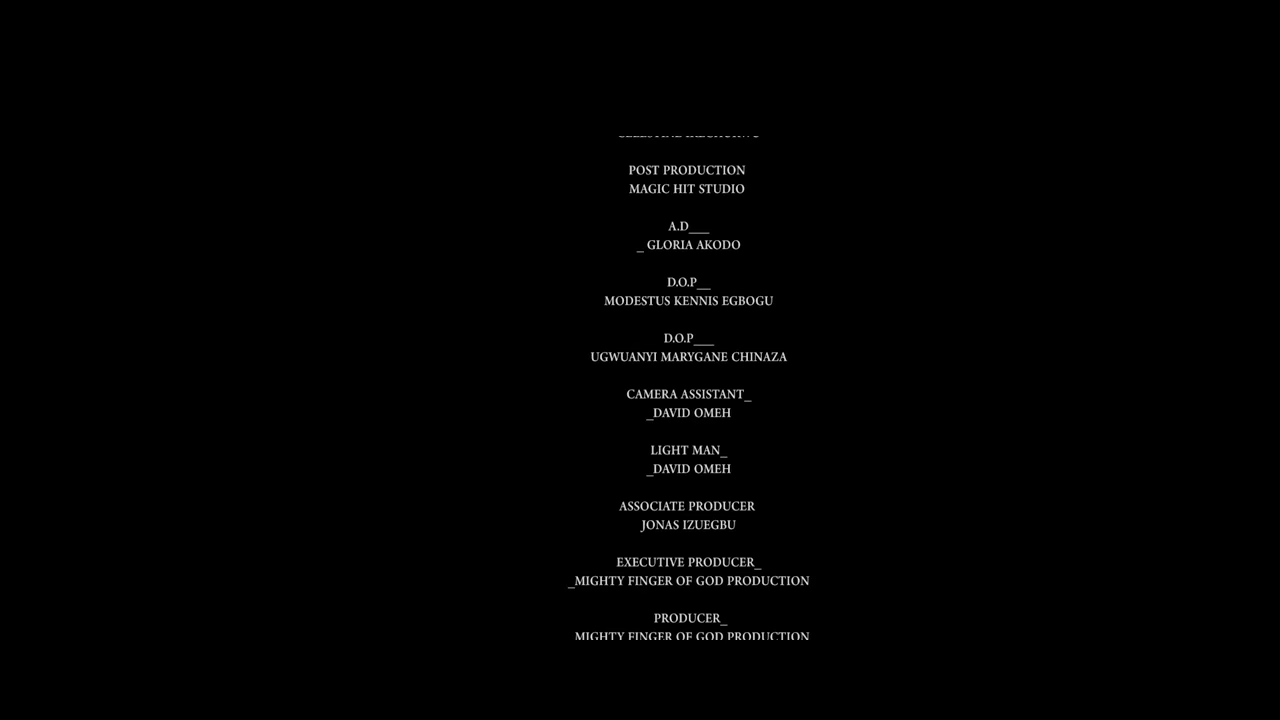 POST PRODUCTION
MAGIC HIT STUDIO
A.D___
_ GLORIA AKODO
D.O.P__
MODESTUS KENNIS EGBOGU
D.O.P___
UGWUANYI MARYGANE CHINAZA
CAMERA ASSISTANT_
_DAVID OMEH
LIGHT MAN_
_DAVID OMEH
ASSOCIATE PRODUCER
JONAS IZUEGBU
EXECUTIVE PRODUCER_
_MIGHTY FINGER OF GOD PRODUCTION
PRODUCER_
MIGHTY FINGER OF GOD PRODUCTION